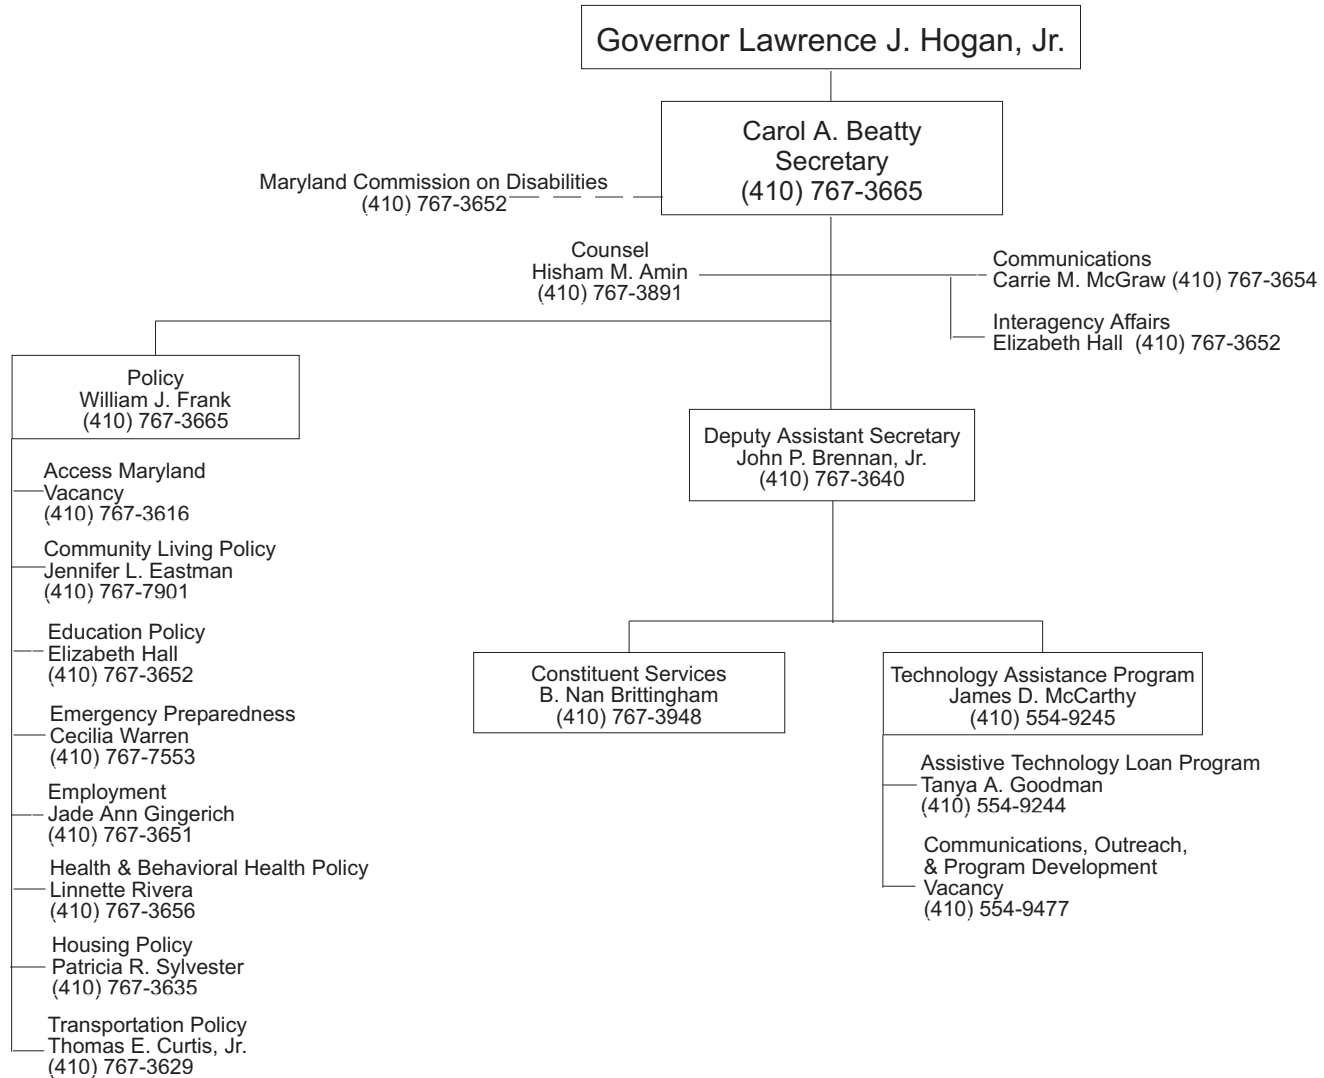 Governor Lawrence J. Hogan, Jr.
Carol A. Beatty
Secretary
(410) 767-3665
Maryland Commission on Disabilities
(410) 767-3652
Counsel
Hisham M. Amin
(410) 767-3891
Communications
Carrie M. McGraw (410) 767-3654
Interagency Affairs
Elizabeth Hall (410) 767-3652
Policy
William J. Frank
(410) 767-3665
Access Maryland
Vacancy
(410) 767-3616
Community Living Policy
Jennifer L. Eastman
(410) 767-7901
Education Policy
Elizabeth Hall
(410) 767-3652
Emergency Preparedness
Cecilia Warren
(410) 767-7553
Employment
Jade Ann Gingerich
(410) 767-3651
Health & Behavioral Health Policy
Linnette Rivera
(410) 767-3656
Housing Policy
Patricia R. Sylvester
(410) 767-3635
Transportation Policy
Thomas E. Curtis, Jr.
(410) 767-3629
Deputy Assistant Secretary
John P. Brennan, Jr.
(410) 767-3640
Constituent Services
B. Nan Brittingham
(410) 767-3948
Technology Assistance Program
James D. McCarthy
(410) 554-9245
Assistive Technology Loan Program
Tanya A. Goodman
(410) 554-9244
Communications, Outreach,
& Program Development
Vacancy
(410) 554-9477